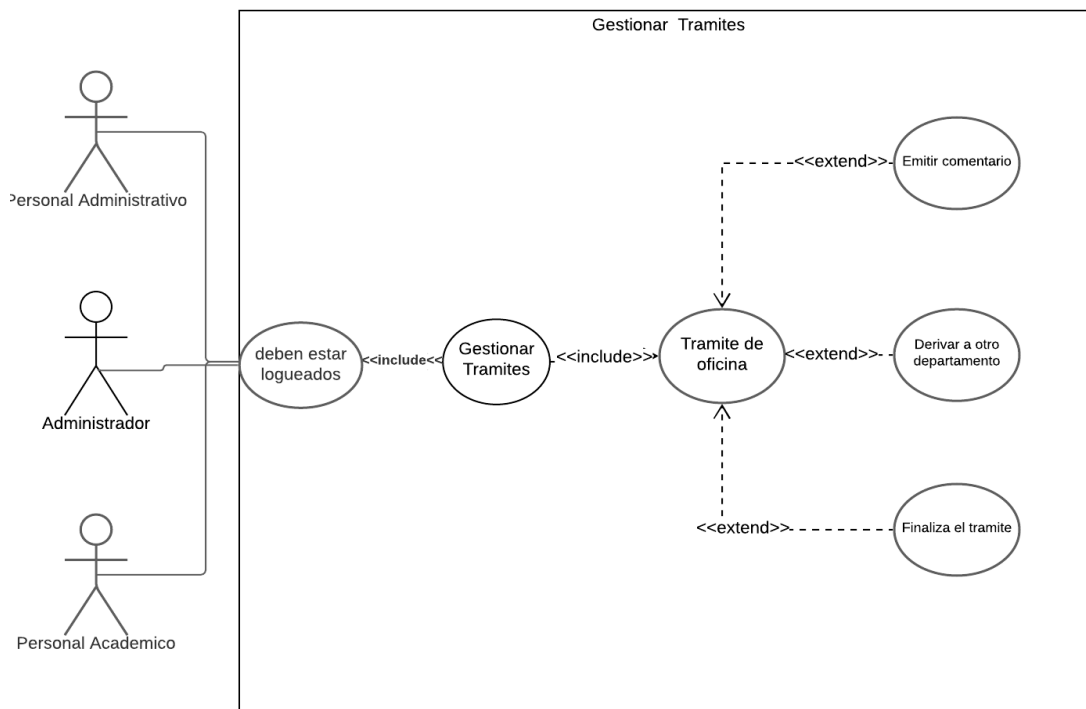 Gestionar Tramites
Personal Administrativo
Administrador
Personal Academico
deben estar
logueados
<<include<<
Gestionar
Tramites
<<include>>
Tramite de
oficina
<<extend>>
Emitir comentario
<<extend>>
Derivar a otro
departamento
<<extend>>
Finaliza el tramite